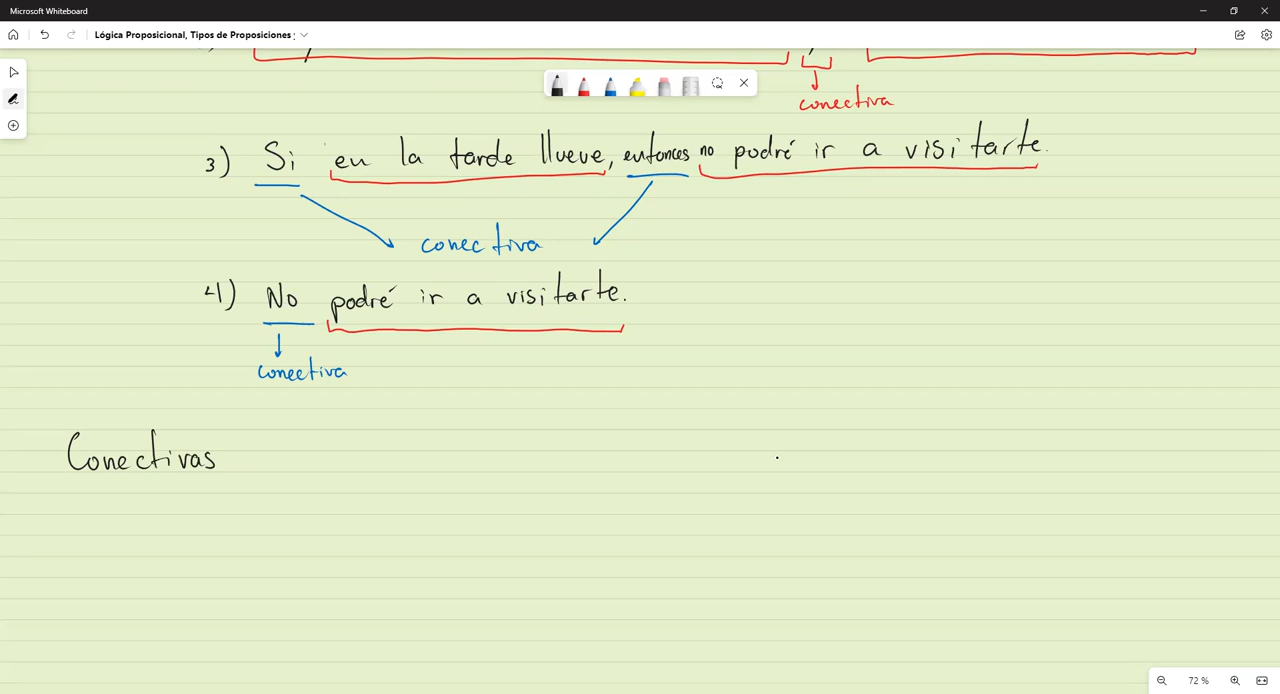 Microsoft Whiteboard
Lógica Proposicional, Tipos de Proposiciones ;
conectiva
3) Si en la tarde llueve, entonces no podré ir a visitarte.
conectiva
4) No podré ir a visitarte.
conectiva
Conectivas
72 %